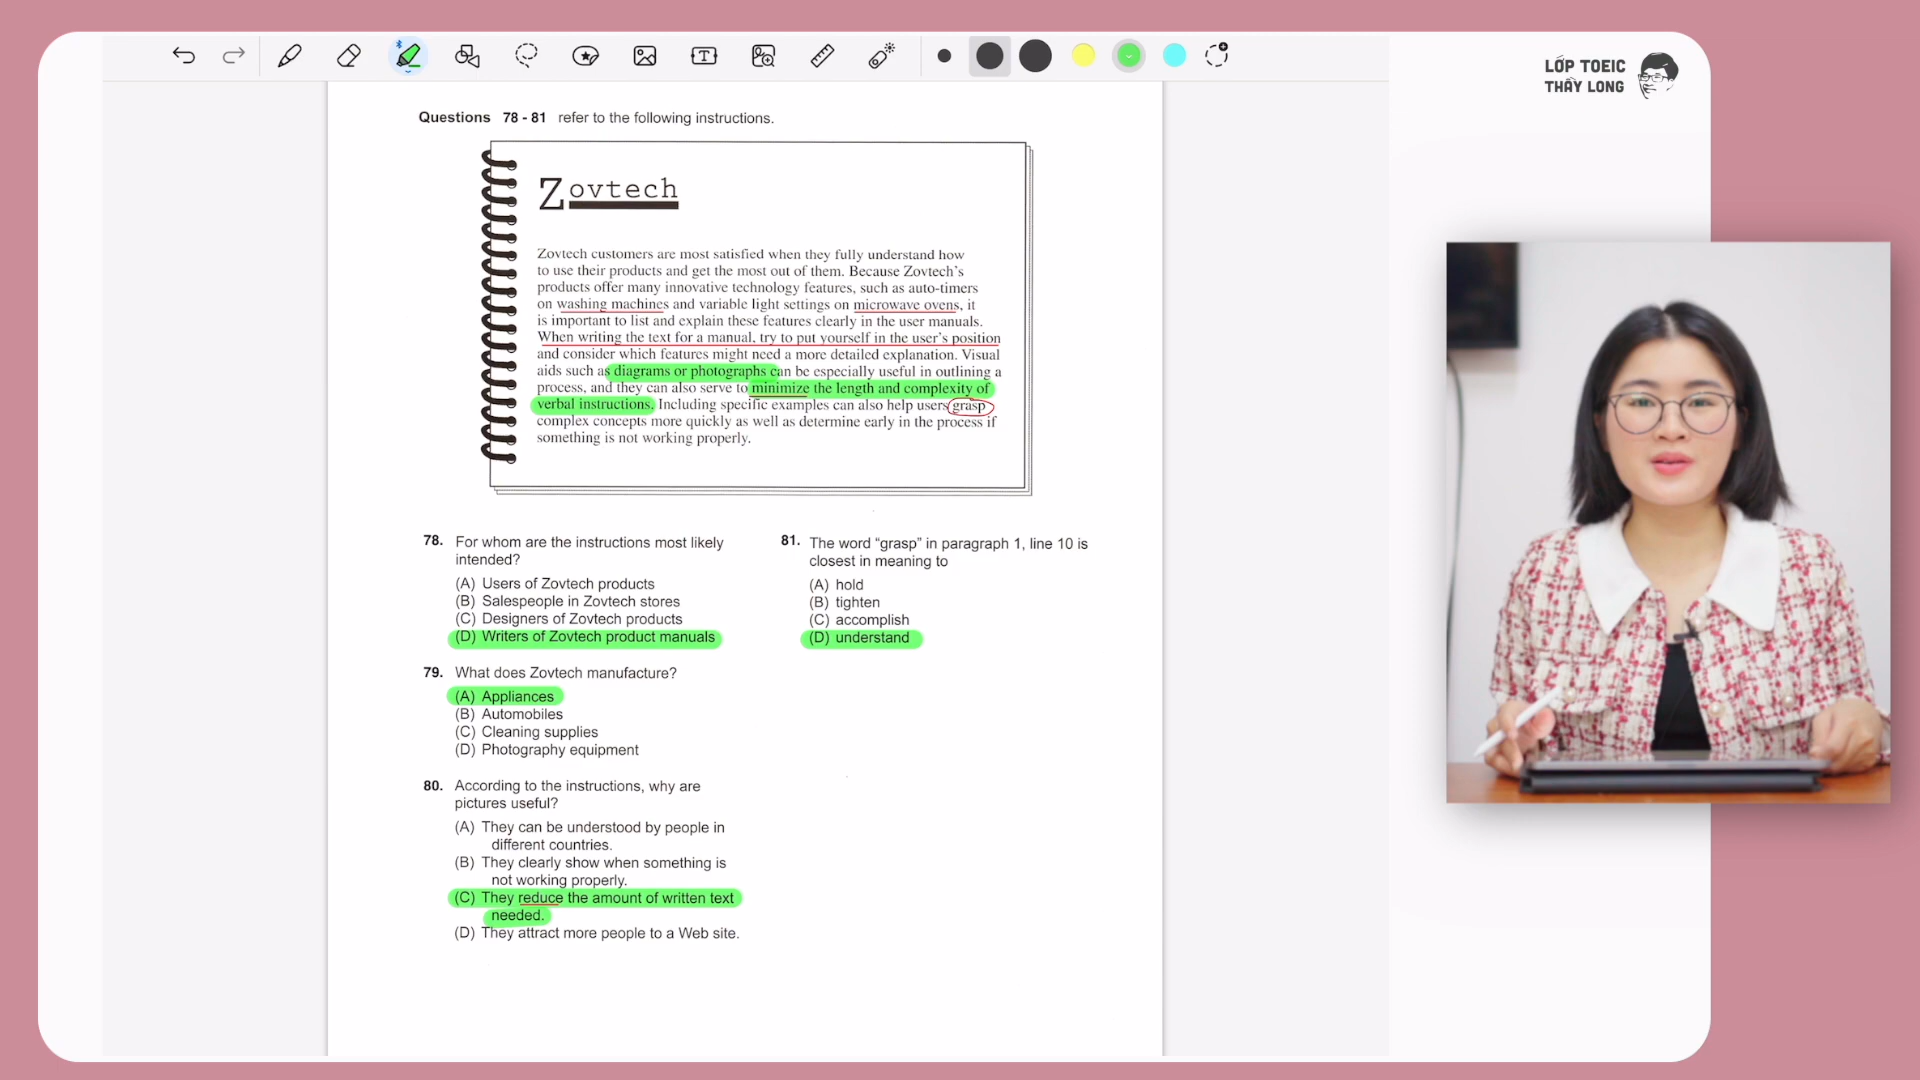 LỚP TOEIC
THẦY LONG
Questions 78 - 81 refer to the following instructions.
Zovtech
Zovtech customers are most satisfied when they fully understand how
to use their products and get the most out of them. Because Zovtech's
products offer many innovative technology features, such as auto-timers
on washing machines and variable light settings on microwave ovens, it
is important to list and explain these features clearly in the user manuals.
When writing the text for a manual, try to put yourself in the user's position
and consider which features might need a more detailed explanation. Visual
aids such as diagrams or photographs can be especially useful in outlining a
process, and they can also serve to minimize the length and complexity of
verbal instructions. Including specific examples can also help users grasp
complex concepts more quickly as well as determine early in the process if
something is not working properly.
78. For whom are the instructions most likely
intended?
(A) Users of Zovtech products
(B) Salespeople in Zovtech stores
(C) Designers of Zovtech products
(D) Writers of Zovtech product manuals
79. What does Zovtech manufacture?
(A) Appliances
(B) Automobiles
(C) Cleaning supplies
(D) Photography equipment
80. According to the instructions, why are
pictures useful?
(A) They can be understood by people in
different countries.
(B) They clearly show when something is
not working properly.
(C) They reduce the amount of written text
needed.
(D) They attract more people to a Web site.
81. The word “grasp” in paragraph 1, line 10 is
closest in meaning to
(A) hold
(B) tighten
(C) accomplish
(D) understand